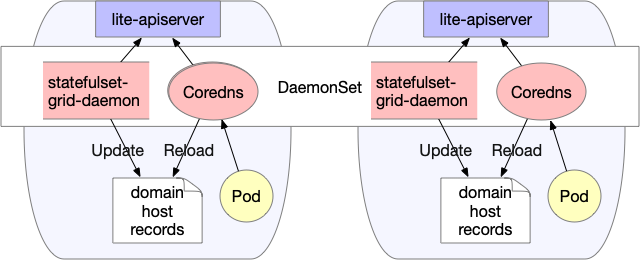 lite-apiserver
lite-apiserver
statefulset-
grid-daemon
Coredns
DaemonSet
statefulset-
grid-daemon
Coredns
Update
Reload
Update
Reload
domain
host
records
Pod
domain
host
records
Pod